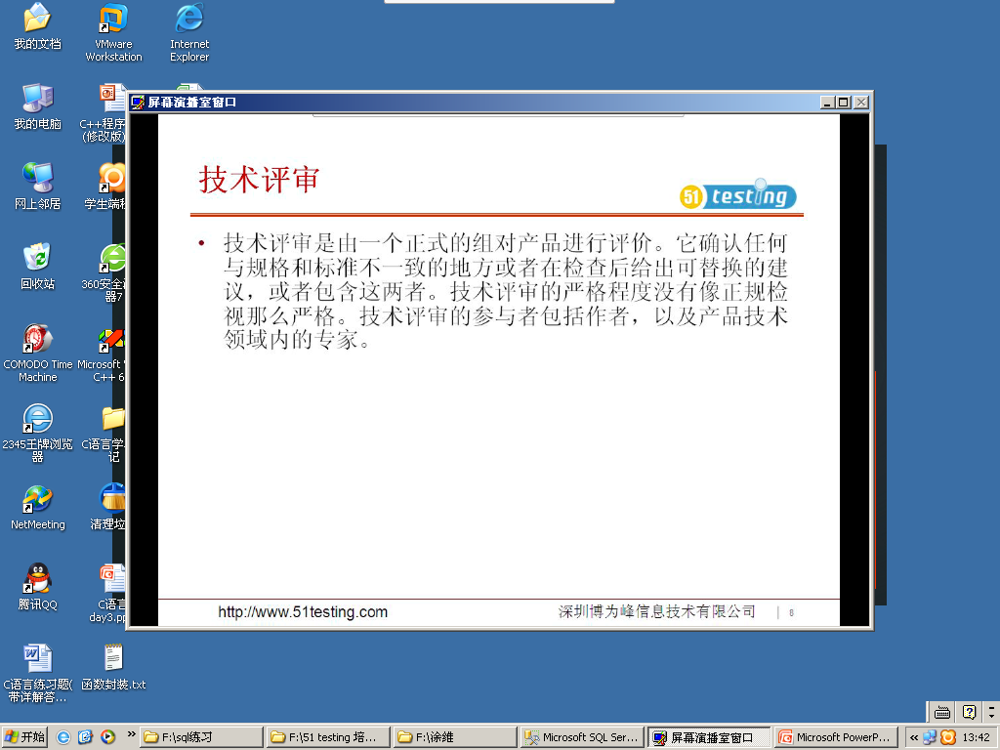 我的文档
VMware
Workstation
Internet
Explorer
我的电脑
C++程序
(修改版)
网上邻居
学生端程
回收站
360安全
器7
COMODO Time
Machine
Microsoft
C++ 6
2345王牌浏览
器
C语言学
记
NetMeeting
清理垃
腾讯QQ
C语言
day3.pp
C语言练习题(
带详解答...
函数封装.txt
屏幕演播室窗口
技术评审
51 testing
• 技术评审是由一个正式的组对产品进行评价。它确认任何
与规格和标准不一致的地方或者在检查后给出可替换的建
议，或者包含这两者。技术评审的严格程度没有像正规检
视那么严格。技术评审的参与者包括作者，以及产品技术
领域内的专家。
http://www.51testing.com
深圳博为峰信息技术有限公司 | 8
开始
F:\sql练习
F:\51 testing 培...
F:\涂维
Microsoft SQL Ser...
屏幕演播室窗口
Microsoft PowerP...
13:42